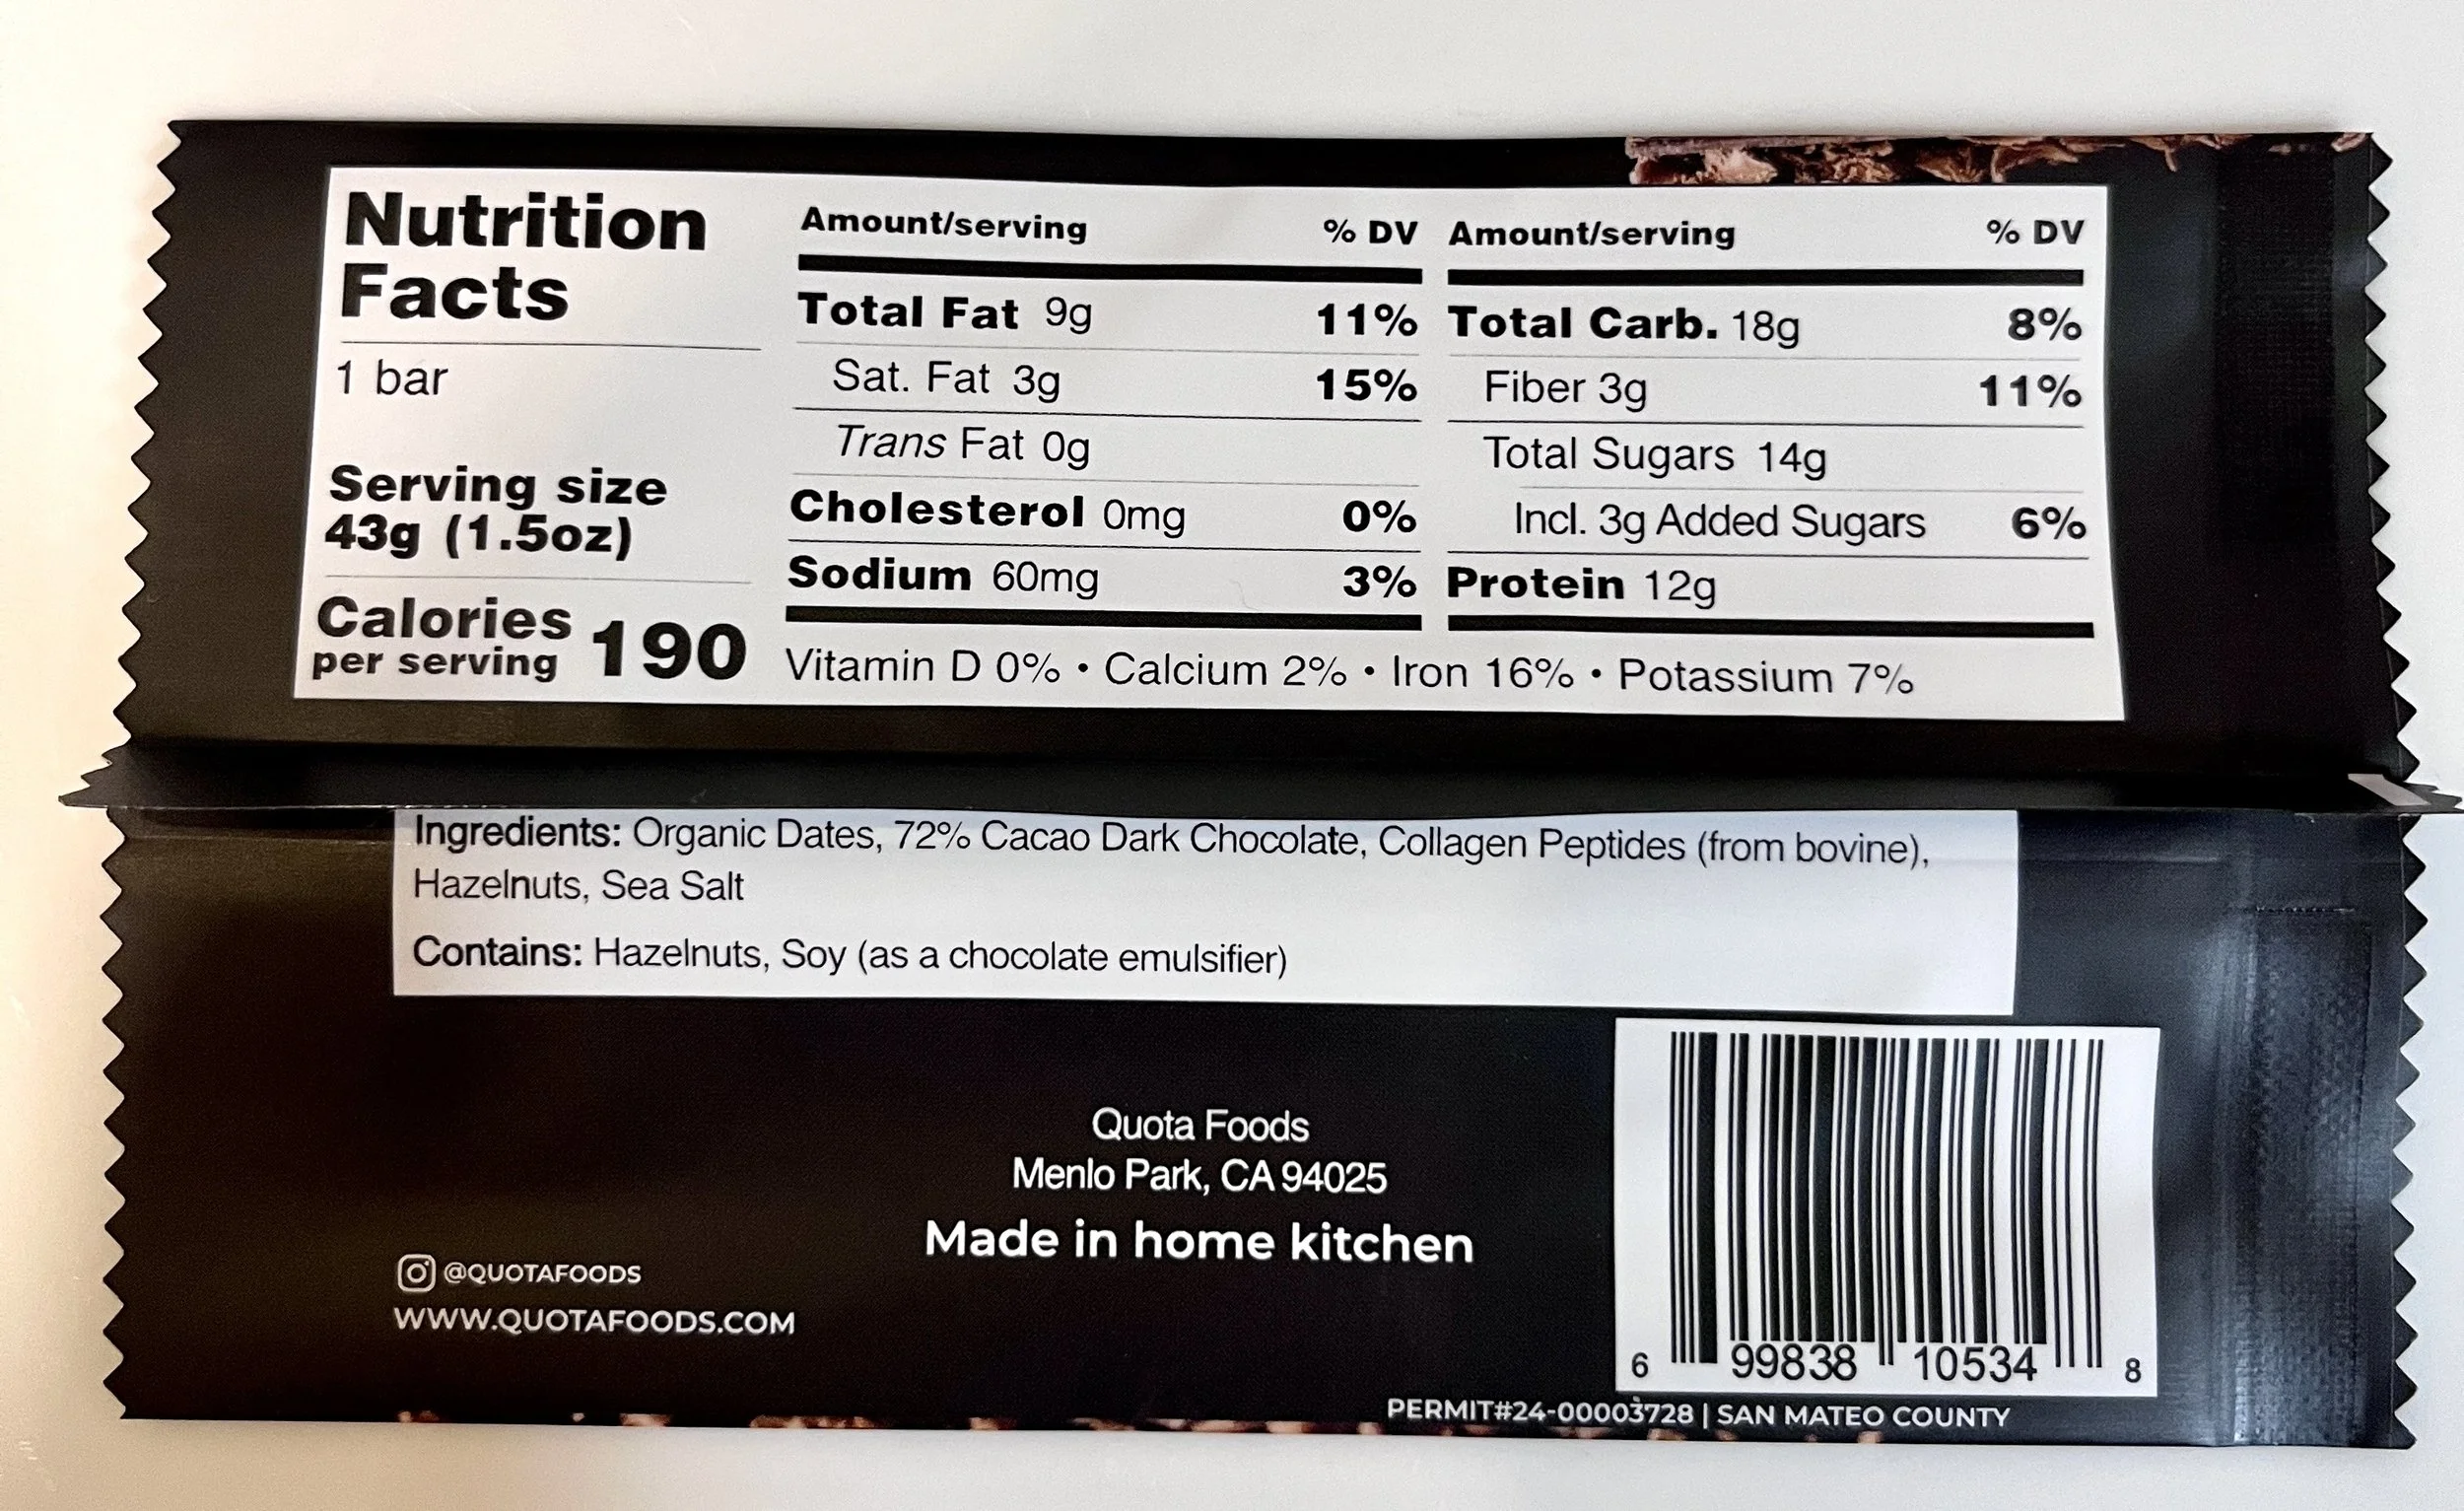 Nutrition
Facts
1 bar
Serving size
43g (1.5oz)
Calories
per serving 190
Amount/serving % DV
Total Fat 9g 11%
Sat. Fat 3g 15%
Trans Fat 0g
Cholesterol 0mg 0%
Sodium 60mg 3%
Amount/serving % DV
Total Carb. 18g 8%
Fiber 3g 11%
Total Sugars 14g
Incl. 3g Added Sugars 6%
Protein 12g
Vitamin D 0% • Calcium 2% • Iron 16% • Potassium 7%
Ingredients: Organic Dates, 72% Cacao Dark Chocolate, Collagen Peptides (from bovine),
Hazelnuts, Sea Salt
Contains: Hazelnuts, Soy (as a chocolate emulsifier)
Quota Foods
Menlo Park, CA 94025
Made in home kitchen
@QUOTAFOODS
WWW.QUOTAFOODS.COM
6 99838 10534 8
PERMIT#24-00003728 | SAN MATEO COUNTY